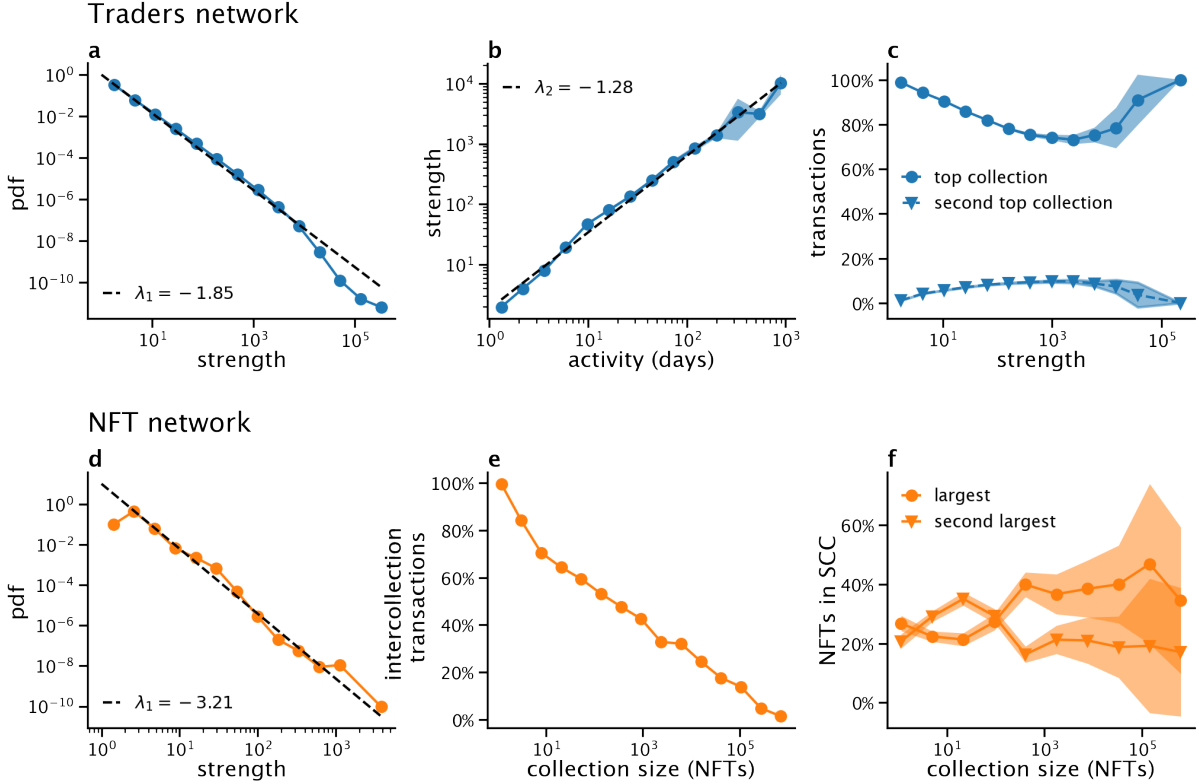 Traders network
a
10^0
10^-2
10^-4
10^-6
10^-8
10^-10
pdf
λ_1 = −1.85
10^1
10^3
10^5
strength
b
10^4
10^3
10^2
10^1
strength
λ_2 = −1.28
10^0
10^1
10^2
10^3
activity (days)
c
100%
80%
60%
40%
20%
0%
transactions
top collection
second top collection
10^1
10^3
10^5
strength
NFT network
d
10^0
10^-2
10^-4
10^-6
10^-8
10^-10
pdf
λ_1 = −3.21
10^0
10^1
10^2
10^3
strength
e
100%
80%
60%
40%
20%
0%
intercollection
transactions
10^1
10^3
10^5
collection size (NFTs)
f
60%
40%
20%
0%
NFTs in SCC
largest
second largest
10^1
10^3
10^5
collection size (NFTs)